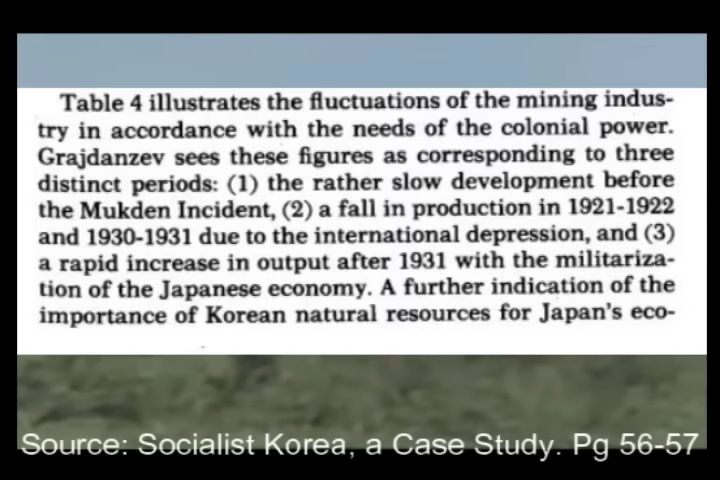 Table 4 illustrates the fluctuations of the mining indus-
try in accordance with the needs of the colonial power.
Grajdanzev sees these figures as corresponding to three
distinct periods: (1) the rather slow development before
the Mukden Incident, (2) a fall in production in 1921-1922
and 1930-1931 due to the international depression, and (3)
a rapid increase in output after 1931 with the militariza-
tion of the Japanese economy. A further indication of the
importance of Korean natural resources for Japan's eco-
Source: Socialist Korea, a Case Study. Pg 56-57